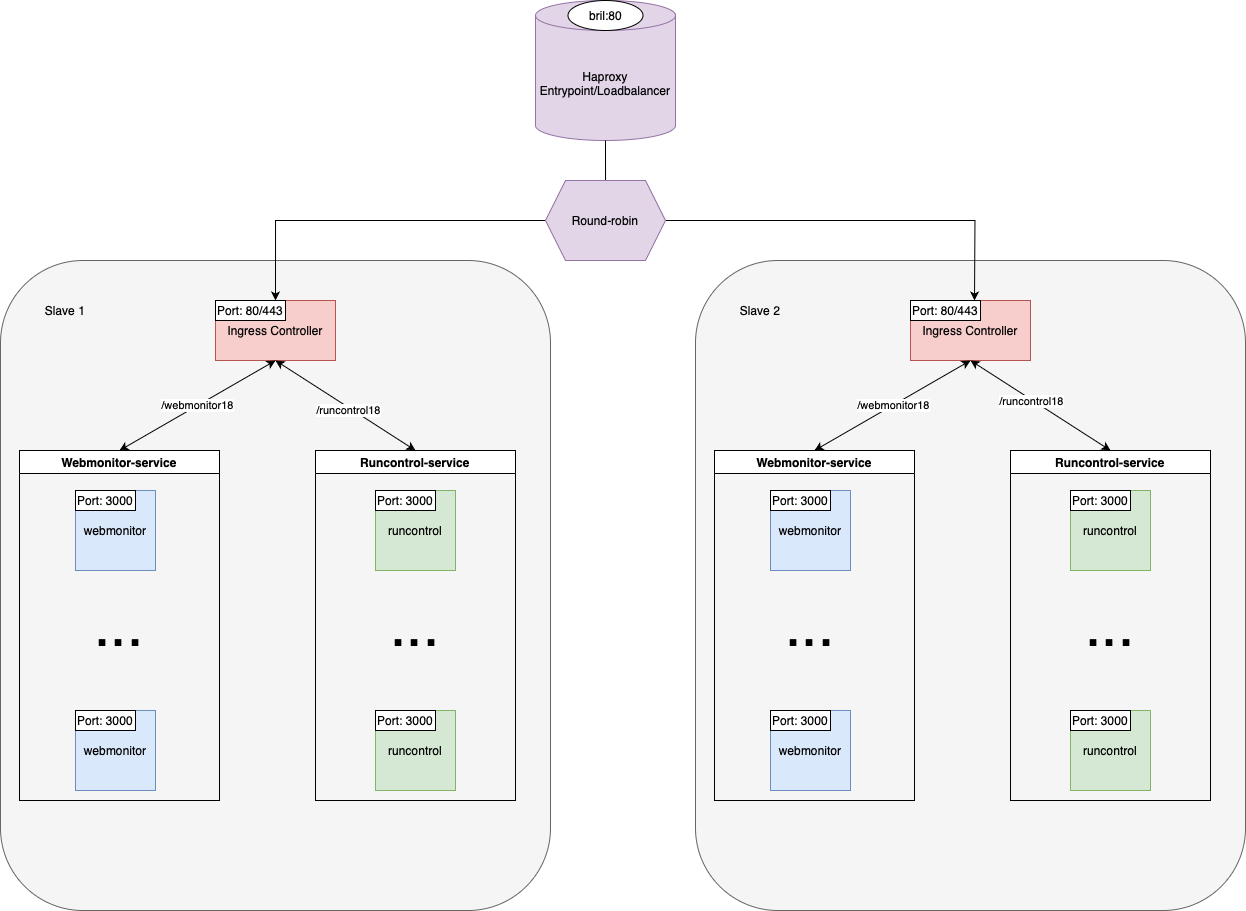 bril:80
Haproxy
Entrypoint/Loadbalancer
Round-robin
Slave 1
Port: 80/443
Ingress Controller
/webmonitor18
/runcontrol18
Webmonitor-service
Port: 3000
webmonitor
...
Port: 3000
webmonitor
Runcontrol-service
Port: 3000
runcontrol
...
Port: 3000
runcontrol
Slave 2
Port: 80/443
Ingress Controller
/webmonitor18
/runcontrol18
Webmonitor-service
Port: 3000
webmonitor
...
Port: 3000
webmonitor
Runcontrol-service
Port: 3000
runcontrol
...
Port: 3000
runcontrol